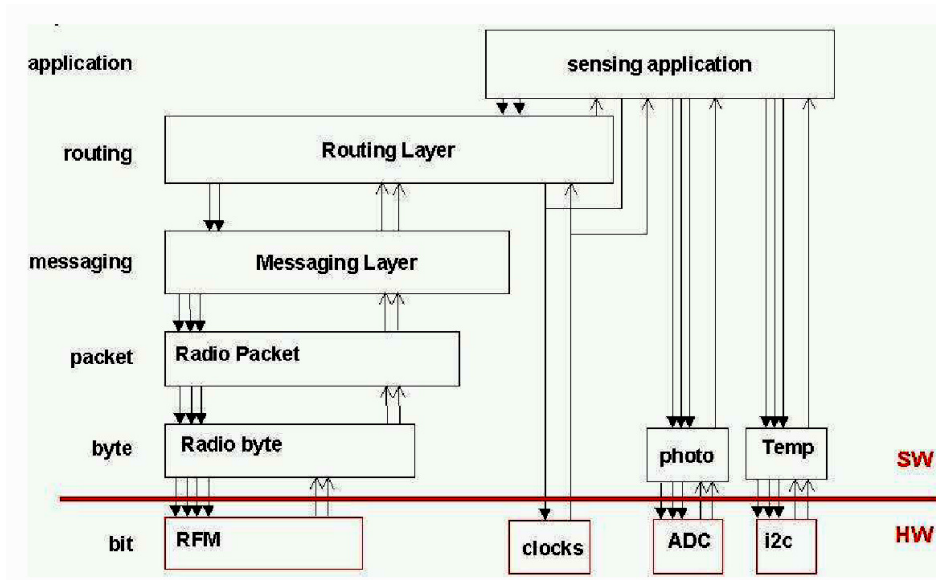 application
sensing application
routing
Routing Layer
messaging
Messaging Layer
packet
Radio Packet
byte
Radio byte
photo
Temp
SW
bit
RFM
clocks
ADC
i2c
HW